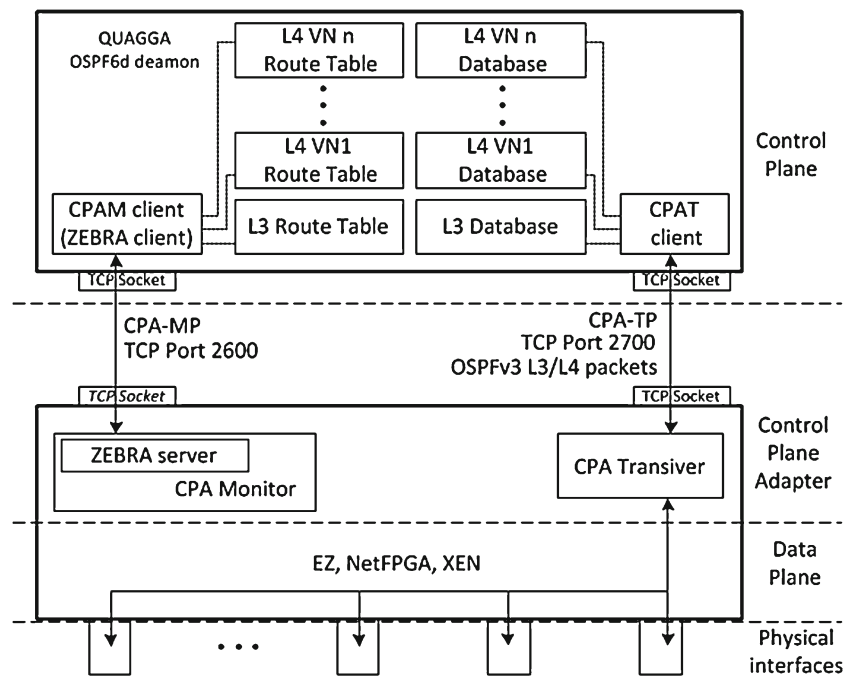 QUAGGA
OSPF6d deamon
L4 VN n
Route Table
L4 VN n
Database
L4 VN1
Route Table
L4 VN1
Database
Control
Plane
CPAM client
(ZEBRA client)
L3 Route Table
L3 Database
CPAT
client
TCP Socket
TCP Socket
CPA-MP
TCP Port 2600
CPA-TP
TCP Port 2700
OSPFv3 L3/L4 packets
TCP Socket
TCP Socket
ZEBRA server
CPA Monitor
CPA Transiver
Control
Plane
Adapter
EZ, NetFPGA, XEN
Data
Plane
Physical
interfaces